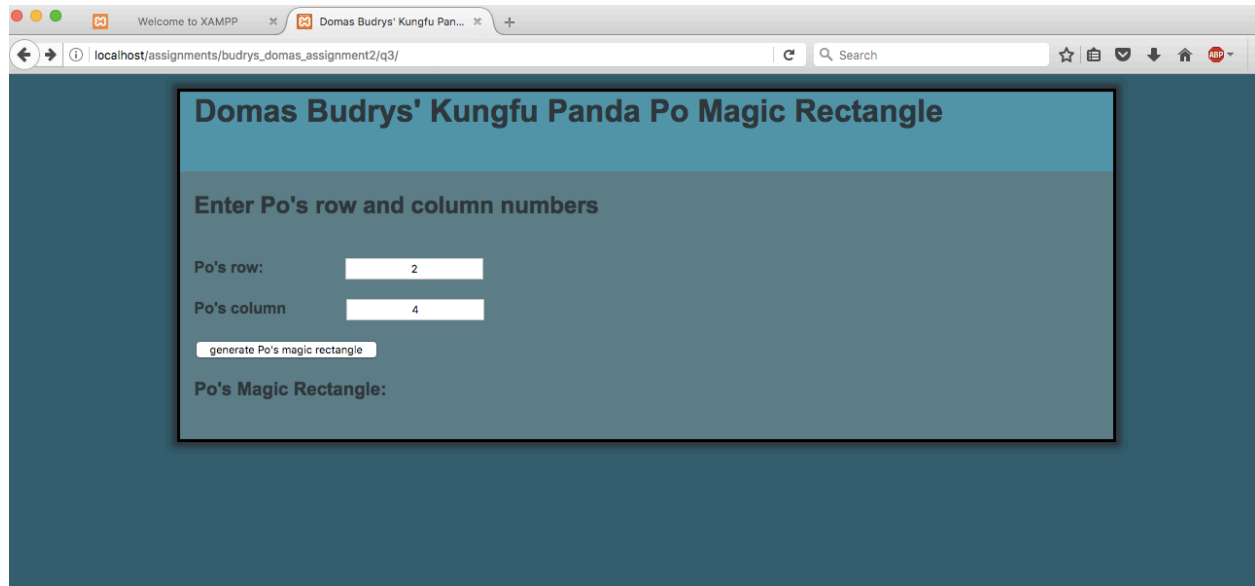 Welcome to XAMPP
Domas Budrys' Kungfu Pan...
localhost/assignments/budrys_domas_assignment2/q3/
Search
ABP
Domas Budrys' Kungfu Panda Po Magic Rectangle
Enter Po's row and column numbers
Po's row: 2
Po's column 4
generate Po's magic rectangle
Po's Magic Rectangle: